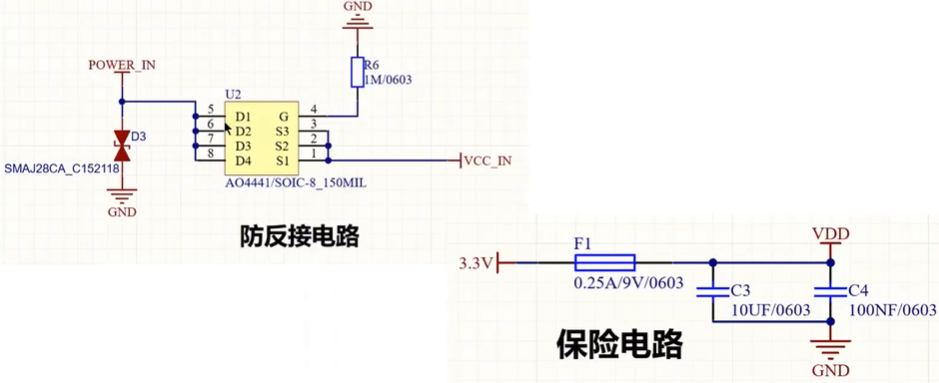 GND
R6
1M/0603
POWER_IN
U2
5 D1 G 4
6 D2 S3 3
7 D3 S2 2
8 D4 S1 1
D3
SMAJ28CA_C152118
VCC_IN
AO4441/SOIC-8_150MIL
GND
防反接电路
VDD
F1
3.3V
0.25A/9V/0603
C3
10UF/0603
C4
100NF/0603
保险电路
GND